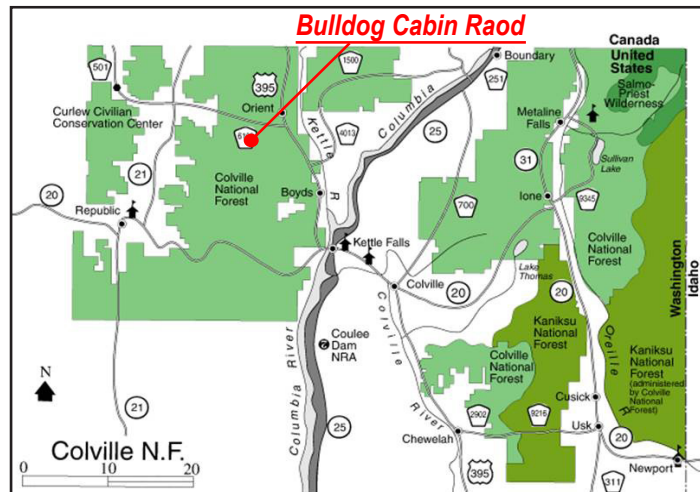 Bulldog Cabin Raod
Canada
United
States
Salmo-
Priest
Wilderness
Boundary
501
395
1500
251
Orient
Curlew Civilian
Conservation Center
Kettle
R
4013
Columbia
25
Metaline
Falls
Sullivan
Lake
21
31
Colville
National
Forest
Boyds
700
Ione
9345
20
Republic
Kettle Falls
Colville
National
Forest
Washington
Idaho
Lake
Thomas
Colville
20
20
Coulee
Dam
NRA
Kaniksu
National
Forest
Oreille
R
Kaniksu
National
Forest
(administered
by Colville
National
Forest)
Colville
National
Forest
Columbia River
Colville
River
N
21
25
2902
9216
Cusick
Usk
20
Chewelah
395
Newport
311
Colville N.F.
0 10 20